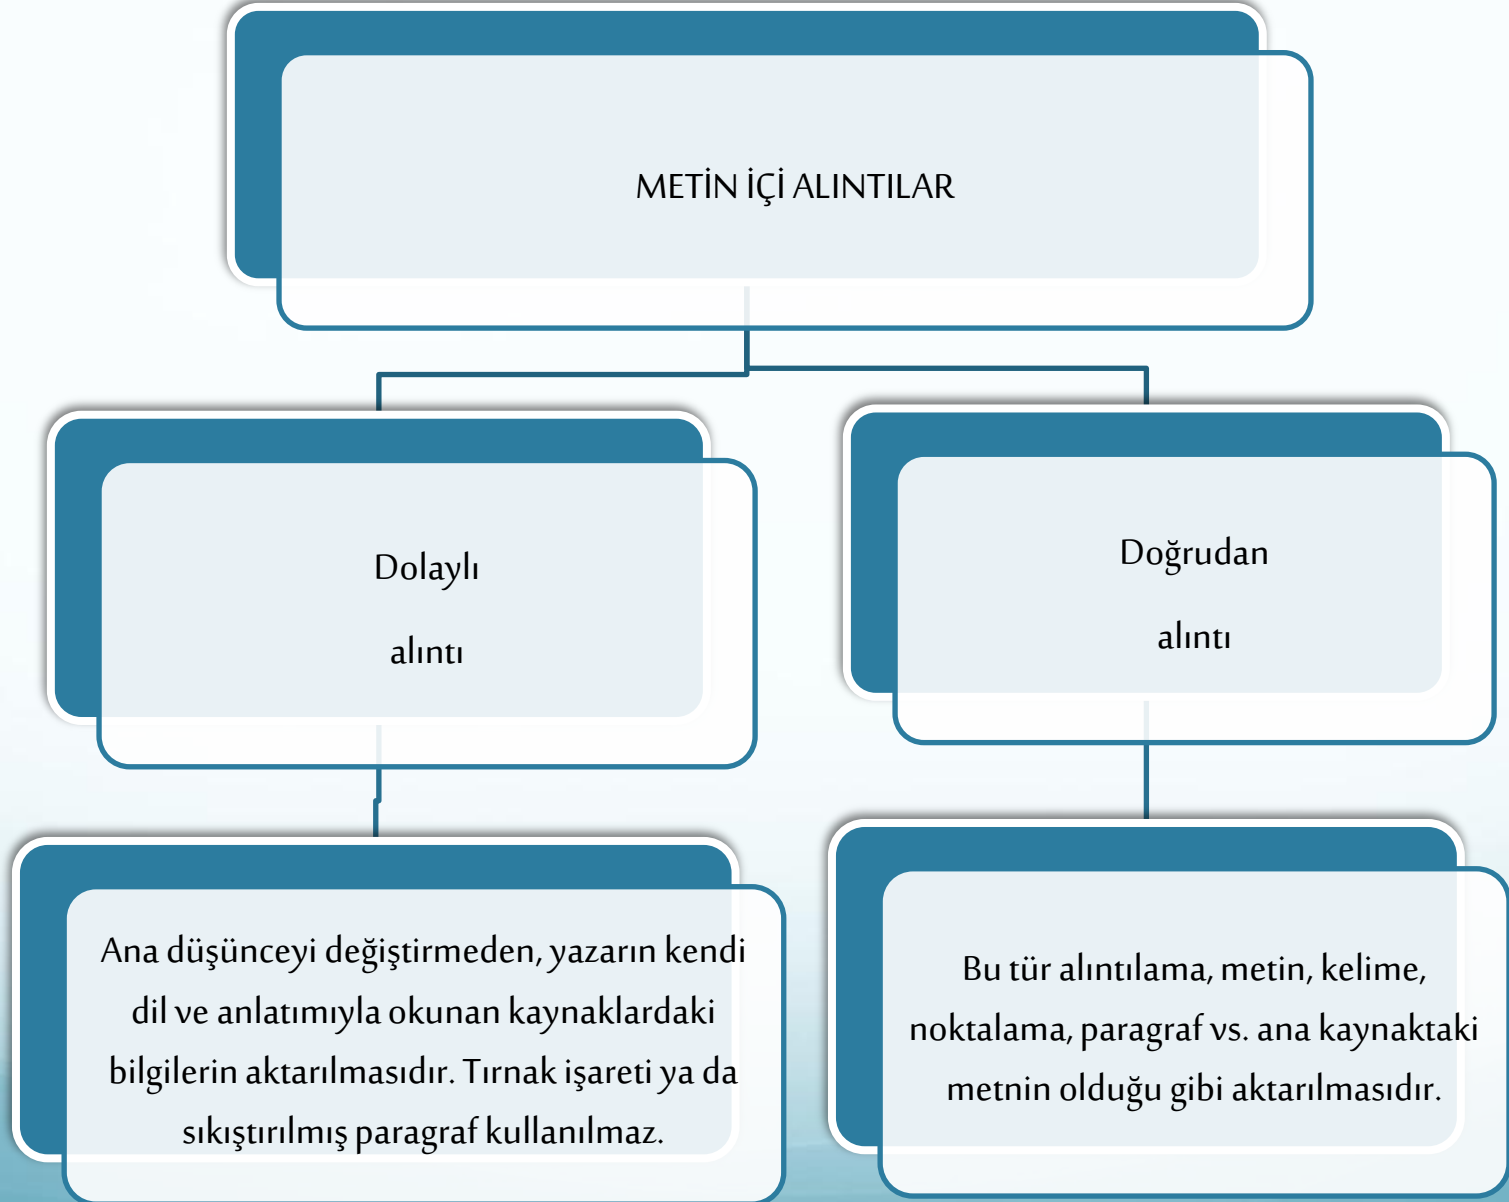 METİN İÇİ ALINTILAR
Dolaylı
alıntı
Doğrudan
alıntı
Ana düşünceyi değiştirmeden, yazarın kendi
dil ve anlatımıyla okunan kaynaklardaki
bilgilerin aktarılmasıdır. Tırnak işareti ya da
sıkıştırılmış paragraf kullanılmaz.
Bu tür alıntılama, metin, kelime,
noktalama, paragraf vs. ana kaynaktaki
metnin olduğu gibi aktarılmasıdır.